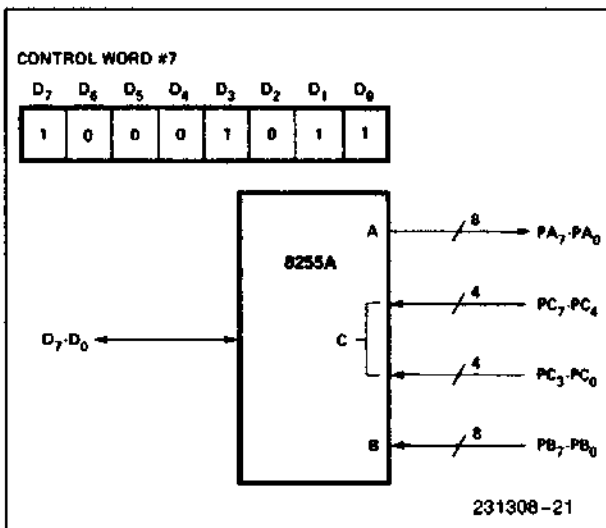 CONTROL WORD #7
D7 D6 D5 D4 D3 D2 D1 D0
1 0 0 0 1 0 1 1
A 8 PA7-PA0
8255A
4 PC7-PC4
D7-D0 C
4 PC3-PC0
B 8 PB7-PB0
231308-21